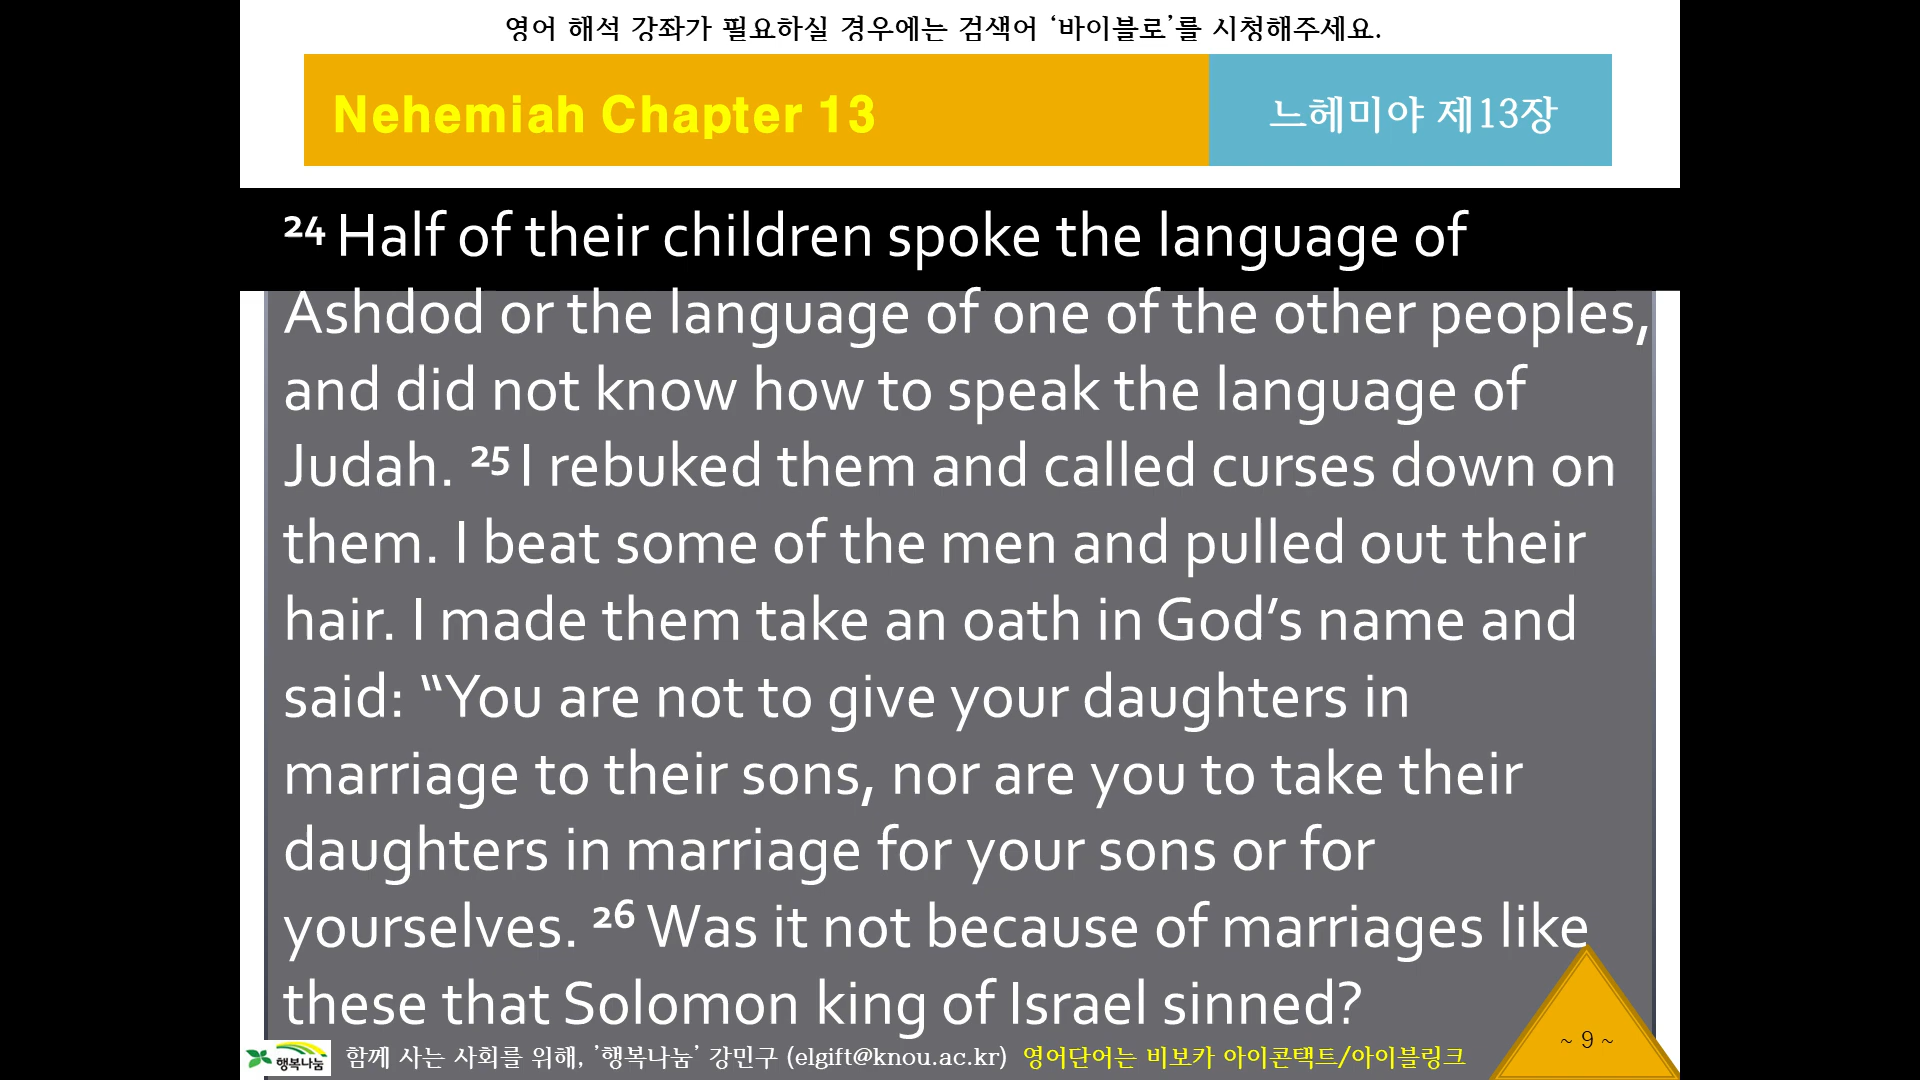 영어 해석 강좌가 필요하실 경우에는 검색어 ‘바이블로’를 시청해주세요.
Nehemiah Chapter 13
느헤미야 제13장
24 Half of their children spoke the language of
Ashdod or the language of one of the other peoples,
and did not know how to speak the language of
Judah. 25 I rebuked them and called curses down on
them. I beat some of the men and pulled out their
hair. I made them take an oath in God’s name and
said: “You are not to give your daughters in
marriage to their sons, nor are you to take their
daughters in marriage for your sons or for
yourselves. 26 Was it not because of marriages like
these that Solomon king of Israel sinned?
~ 9 ~
행복나눔
함께 사는 사회를 위해, ’행복나눔’ 강민구 (elgift@knou.ac.kr) 영어단어는 비보카 아이콘택트/아이블링크